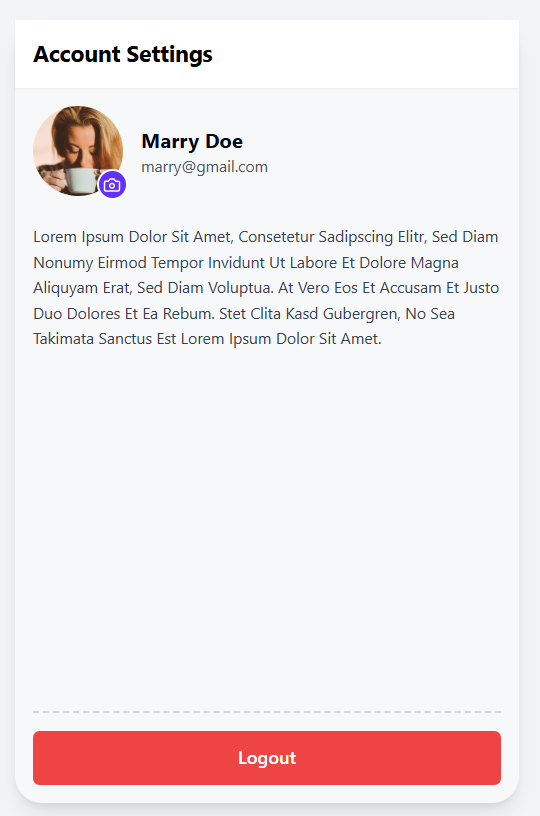 Account Settings
Marry Doe
marry@gmail.com
Lorem Ipsum Dolor Sit Amet, Consetetur Sadipscing Elitr, Sed Diam
Nonumy Eirmod Tempor Invidunt Ut Labore Et Dolore Magna
Aliquyam Erat, Sed Diam Voluptua. At Vero Eos Et Accusam Et Justo
Duo Dolores Et Ea Rebum. Stet Clita Kasd Gubergren, No Sea
Takimata Sanctus Est Lorem Ipsum Dolor Sit Amet.
Logout